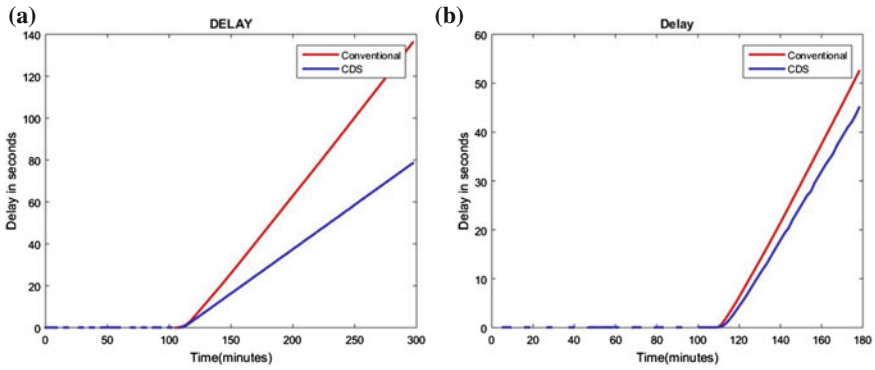 (a)
DELAY
140
120
100
80
60
40
20
0
Delay in seconds
Conventional
CDS
0 50 100 150 200 250 300
Time(minutes)
(b)
Delay
60
50
40
30
20
10
0
Delay in seconds
Conventional
CDS
0 20 40 60 80 100 120 140 160 180
Time(minutes)